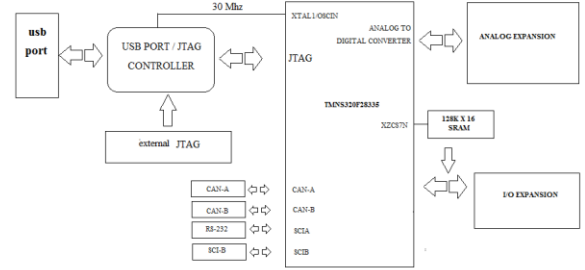 30 Mhz
usb
port
USB PORT / JTAG
CONTROLLER
external JTAG
XTAL1/OSCIN
ANALOG TO
DIGITAL CONVERTER
JTAG
TMNS320F28335
XZCS7N
ANALOG EXPANSION
128K X 16
SRAM
I/O EXPANSION
CAN-A
CAN-B
RS-232
SCI-B
CAN-A
CAN-B
SCIA
SCIB